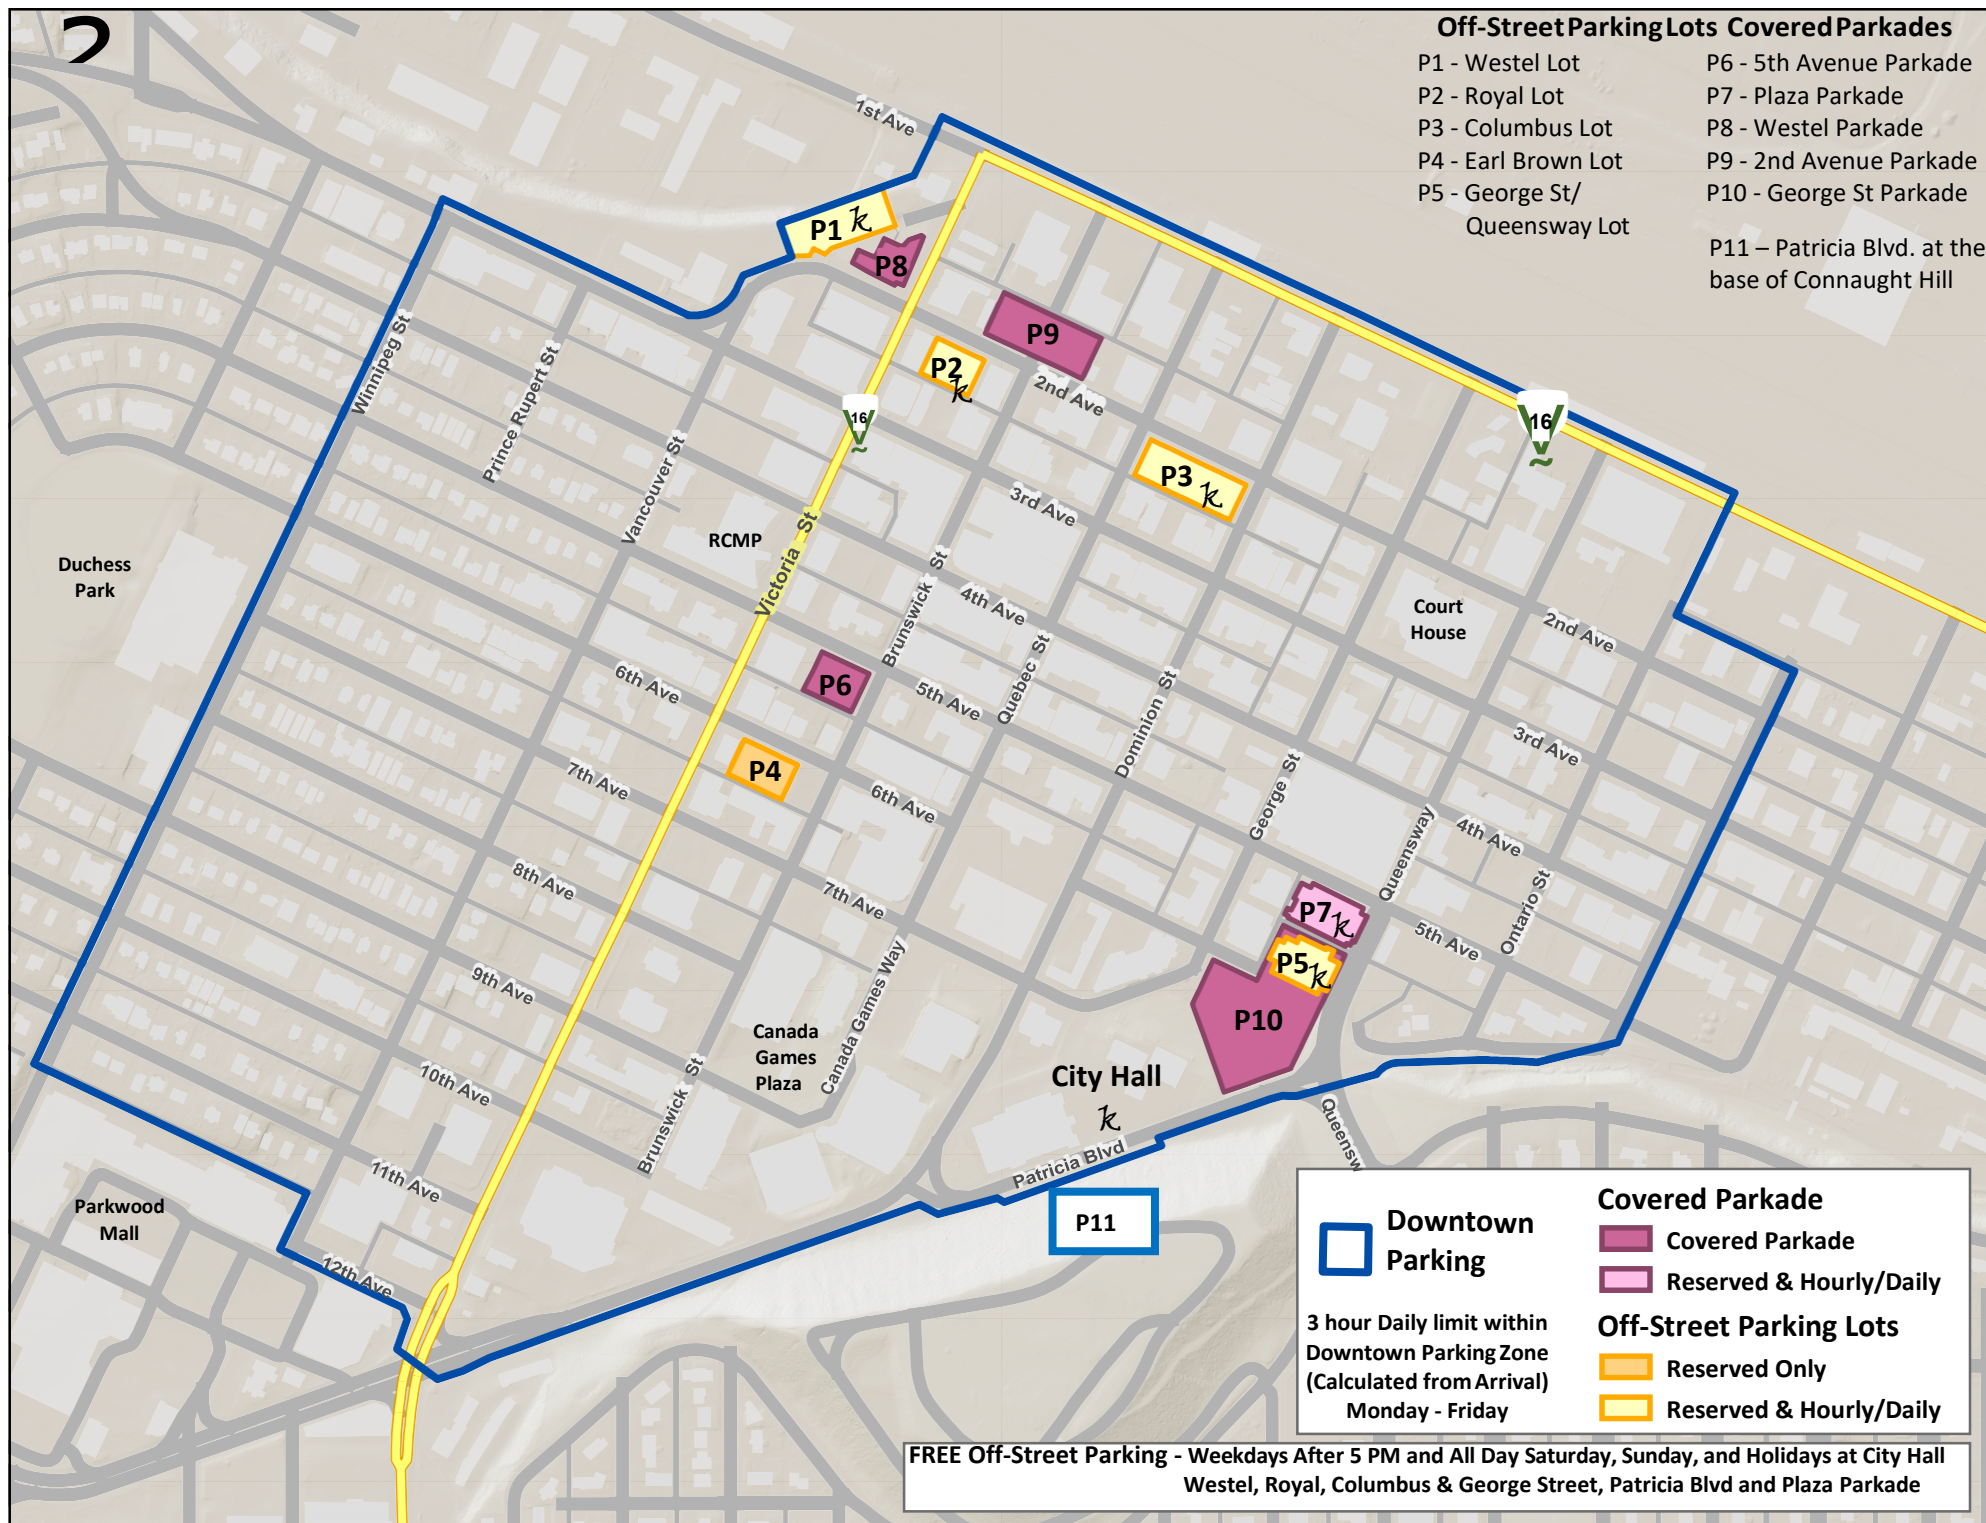 2
Off-Street Parking Lots
P1 - Westel Lot
P2 - Royal Lot
P3 - Columbus Lot
P4 - Earl Brown Lot
P5 - George St/
Queensway Lot
Covered Parkades
P6 - 5th Avenue Parkade
P7 - Plaza Parkade
P8 - Westel Parkade
P9 - 2nd Avenue Parkade
P10 - George St Parkade
P11 – Patricia Blvd. at the
base of Connaught Hill
1st Ave
P1 k
P8
P9
P2
k
2nd Ave
16
16
Winnipeg St
Prince Rupert St
Vancouver St
RCMP
Victoria St
P3 k
3rd Ave
Duchess
Park
Brunswick St
4th Ave
Quebec St
Court
House
2nd Ave
6th Ave
P6
5th Ave
Dominion St
3rd Ave
7th Ave
P4
6th Ave
George St
Queensway
4th Ave
8th Ave
7th Ave
P7 k
Ontario St
5th Ave
9th Ave
Canada Games Way
P5 k
P10
Canada
Games
Plaza
10th Ave
Brunswick St
City Hall
k
Patricia Blvd
Queensw
11th Ave
Parkwood
Mall
P11
12th Ave
Downtown
Parking
3 hour Daily limit within
Downtown Parking Zone
(Calculated from Arrival)
Monday - Friday
Covered Parkade
Covered Parkade
Reserved & Hourly/Daily
Off-Street Parking Lots
Reserved Only
Reserved & Hourly/Daily
FREE Off-Street Parking - Weekdays After 5 PM and All Day Saturday, Sunday, and Holidays at City Hall
Westel, Royal, Columbus & George Street, Patricia Blvd and Plaza Parkade